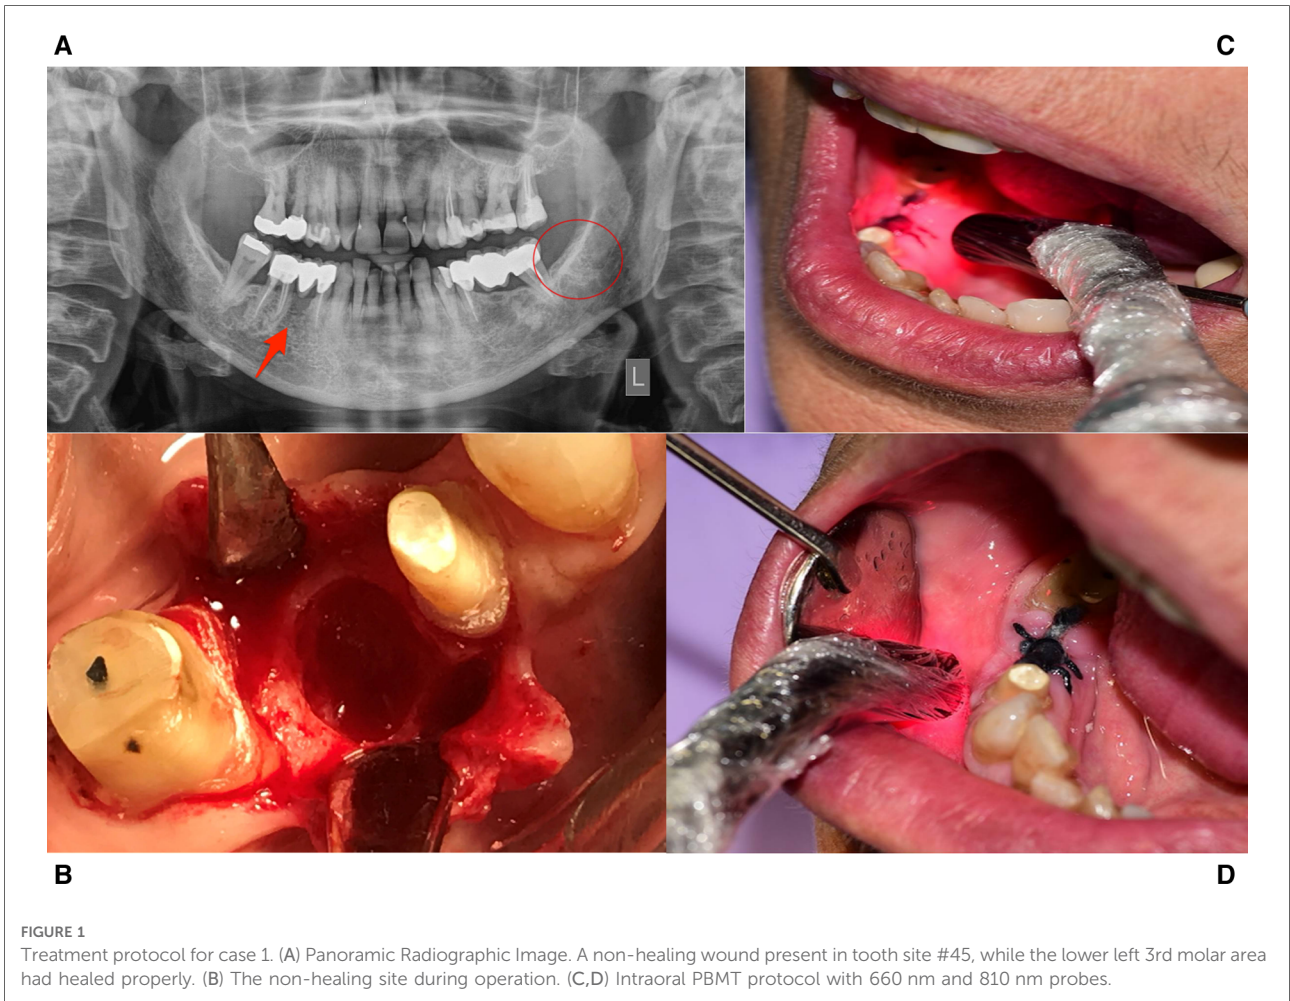 A
C
L
B
D
FIGURE 1
Treatment protocol for case 1. (A) Panoramic Radiographic Image. A non-healing wound present in tooth site #45, while the lower left 3rd molar area
had healed properly. (B) The non-healing site during operation. (C,D) Intraoral PBMT protocol with 660 nm and 810 nm probes.